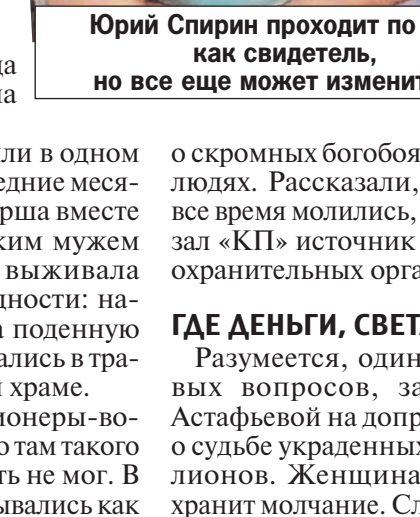 Юрий Спирин проходит по
как свидетель,
но все еще может изменит
да
на
или в одном
едние меся-
рша вместе
ким мужем
выживала
дности: на-
а поденную
ались в тра-
и храме.
ионеры-во-
о там такого
ть не мог. В
ывались как
о скромных богобоя
людях. Рассказали,
все время молились,
зал «КП» источник
охранительных орга
ГДЕ ДЕНЬГИ, СВЕТ
Разумеется, один
вых вопросов, за
Астафьевой на допр
о судьбе украденных
лионов. Женщина
хранит молчание. Сл